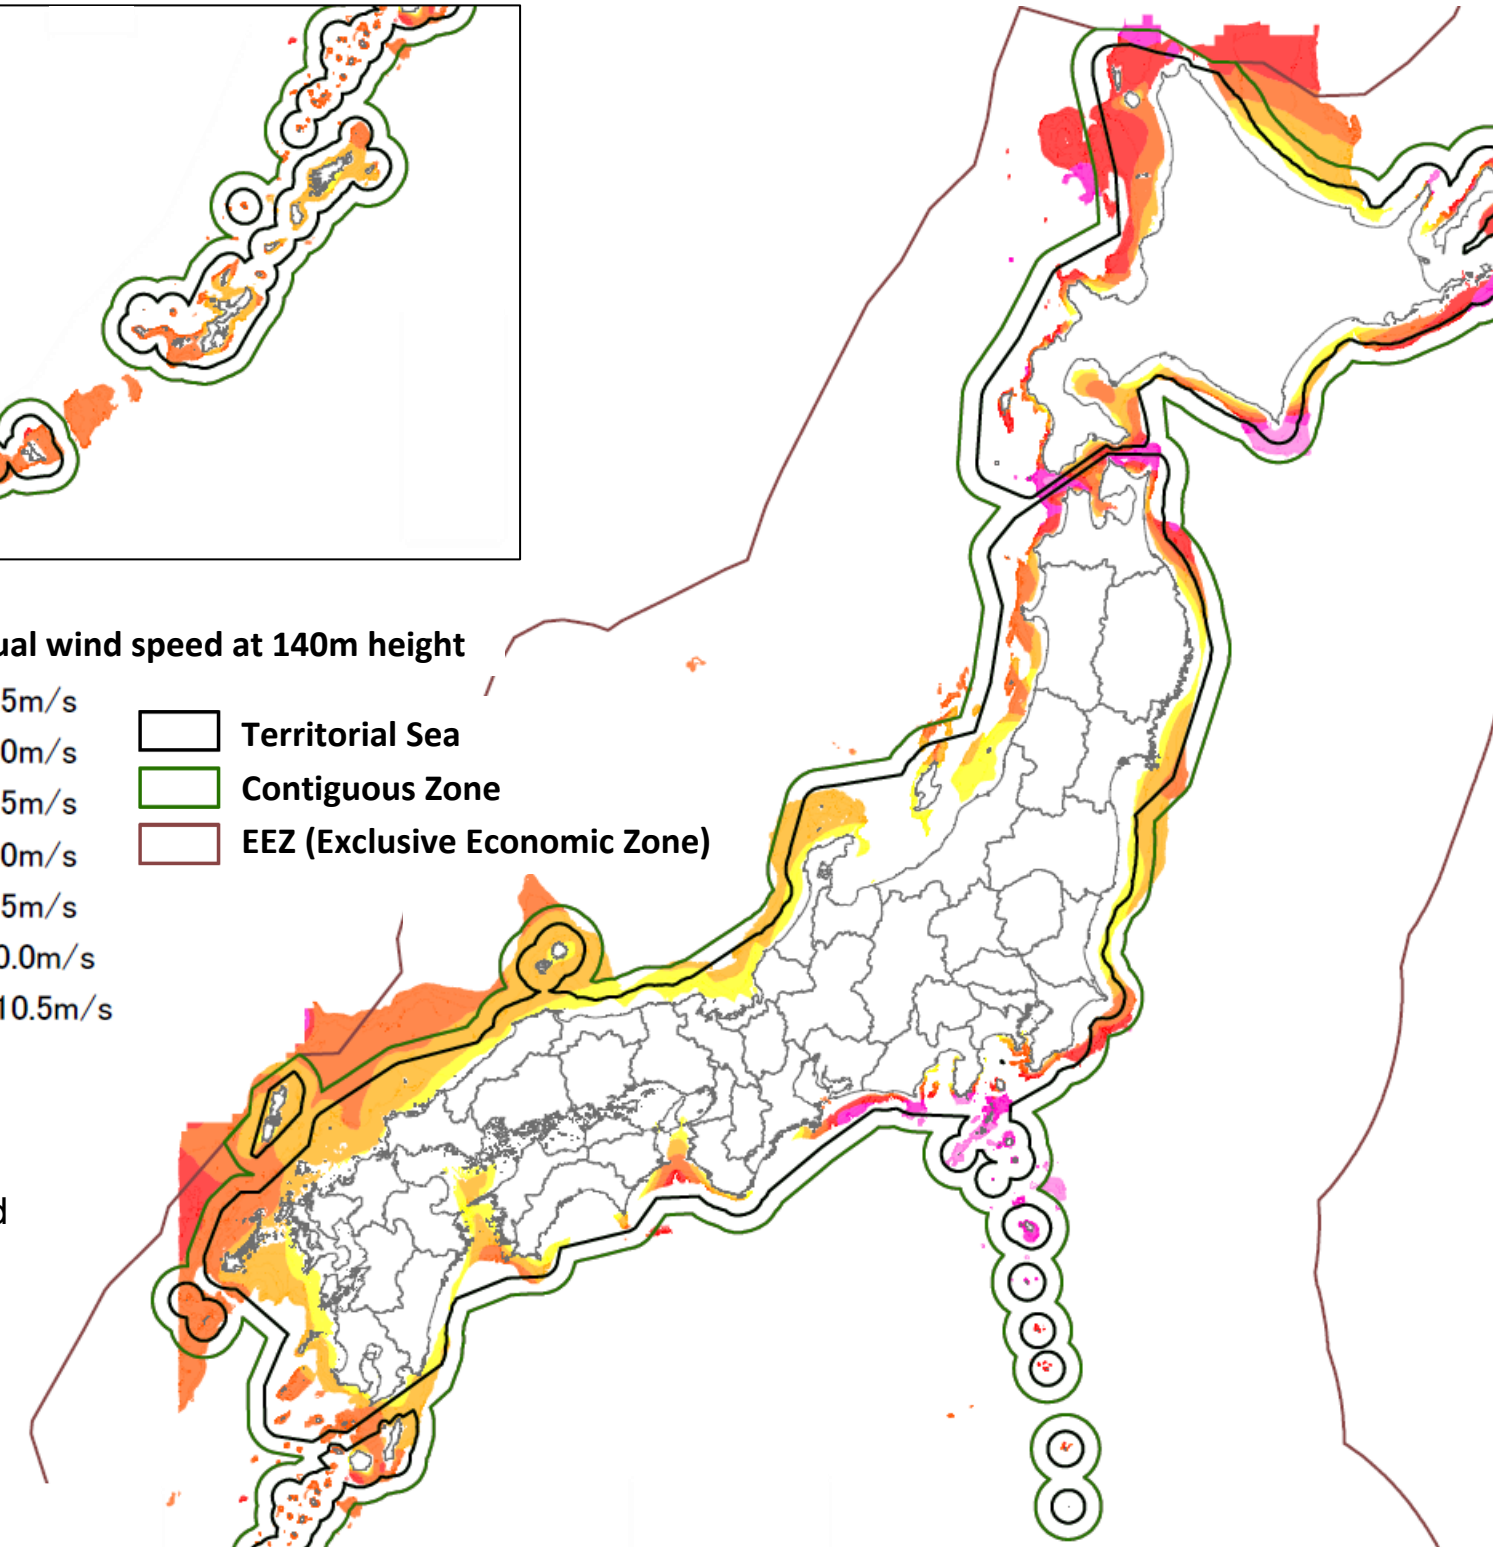 ual wind speed at 140m height
5m/s
0m/s
5m/s
0m/s
5m/s
0.0m/s
10.5m/s
Territorial Sea
Contiguous Zone
EEZ (Exclusive Economic Zone)
d